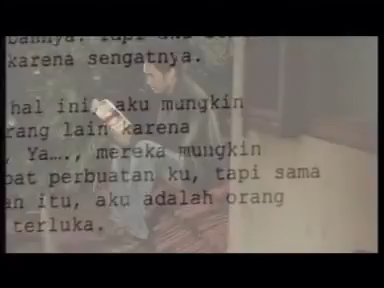 karena sengatnya.
hal ini, aku mungkin
rang lain karena
, Ya…., mereka mungkin
bat perbuatan ku, tapi sama
an itu, aku adalah orang
terluka.